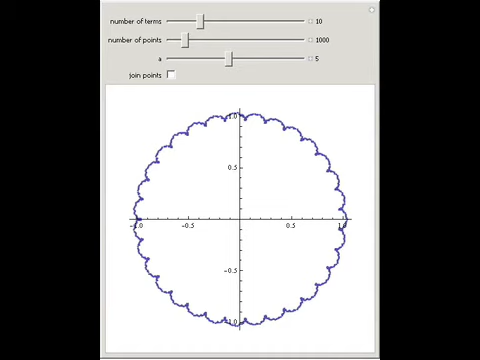 number of terms 10
number of points 1000
a 5
join points
1.0
0.5
-1.0 -0.5 0.5 1.0
-0.5
-1.0